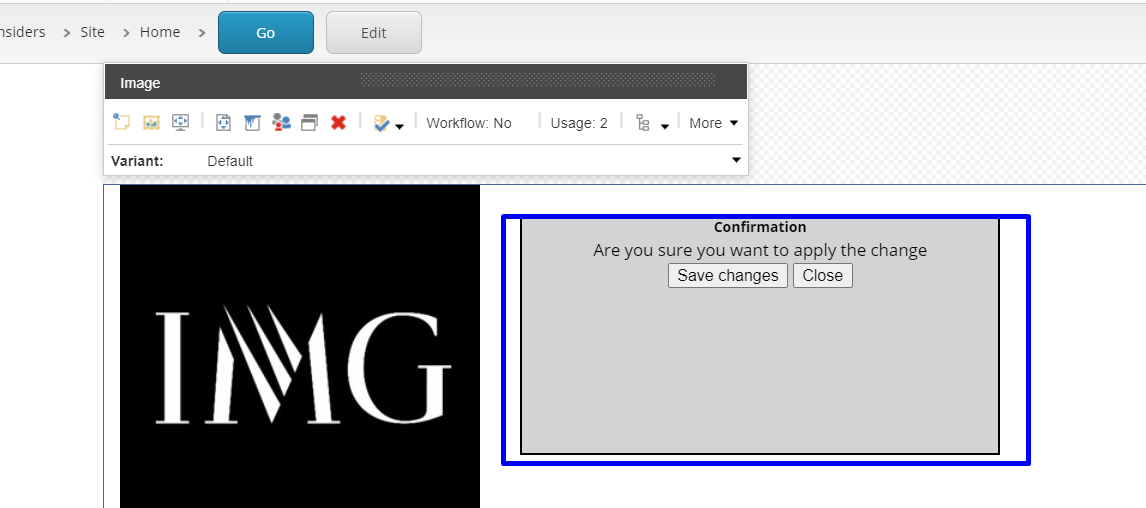 Site
Home
Go
Edit
Image
Workflow: No
Usage: 2
More
Variant:
Default
IMG
Confirmation
Are you sure you want to apply the change
Save changes
Close